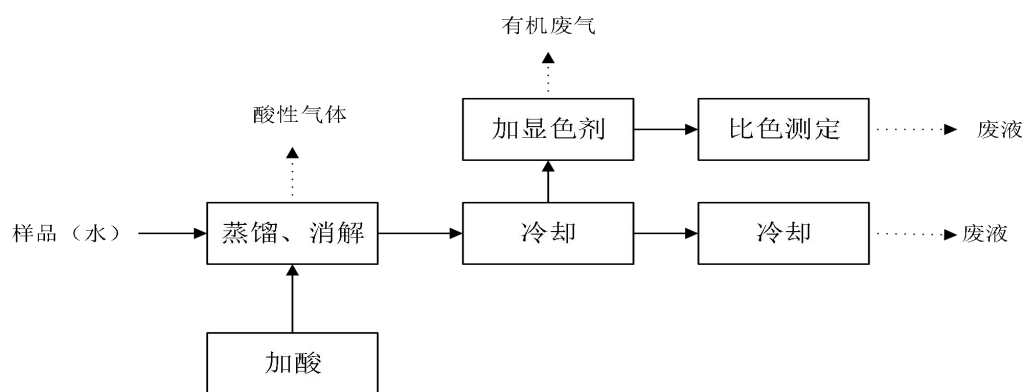 有机废气
酸性气体
加显色剂
比色测定
废液
样品（水）
蒸馏、消解
冷却
冷却
废液
加酸